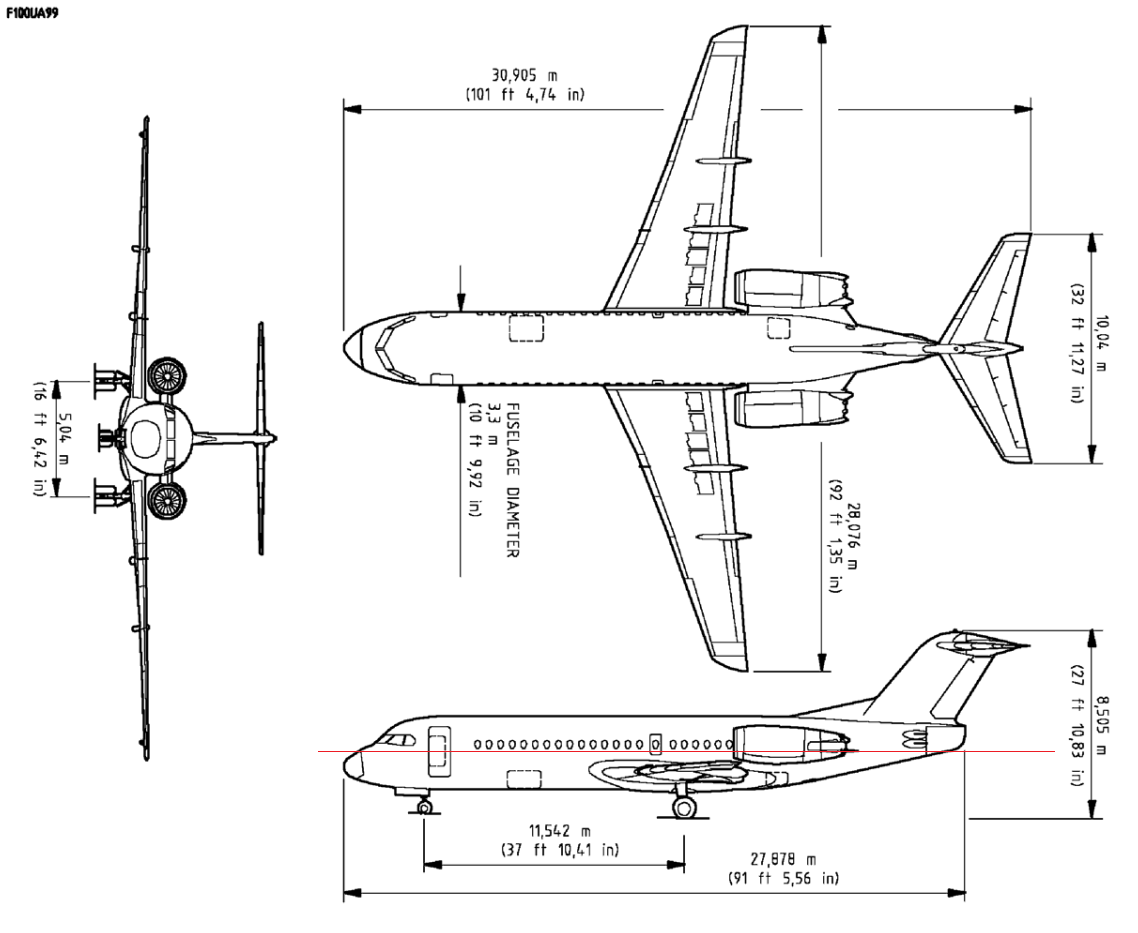 F100UA99
30,905 m
(101 ft 4,74 in)
10,04 m
(32 ft 11,27 in)
5,04 m
(16 ft 6,42 in)
FUSELAGE DIAMETER
3,3 m
(10 ft 9,92 in)
28,076 m
(92 ft 1,35 in)
8,505 m
(27 ft 10,83 in)
11,542 m
(37 ft 10,41 in)
27,878 m
(91 ft 5,56 in)